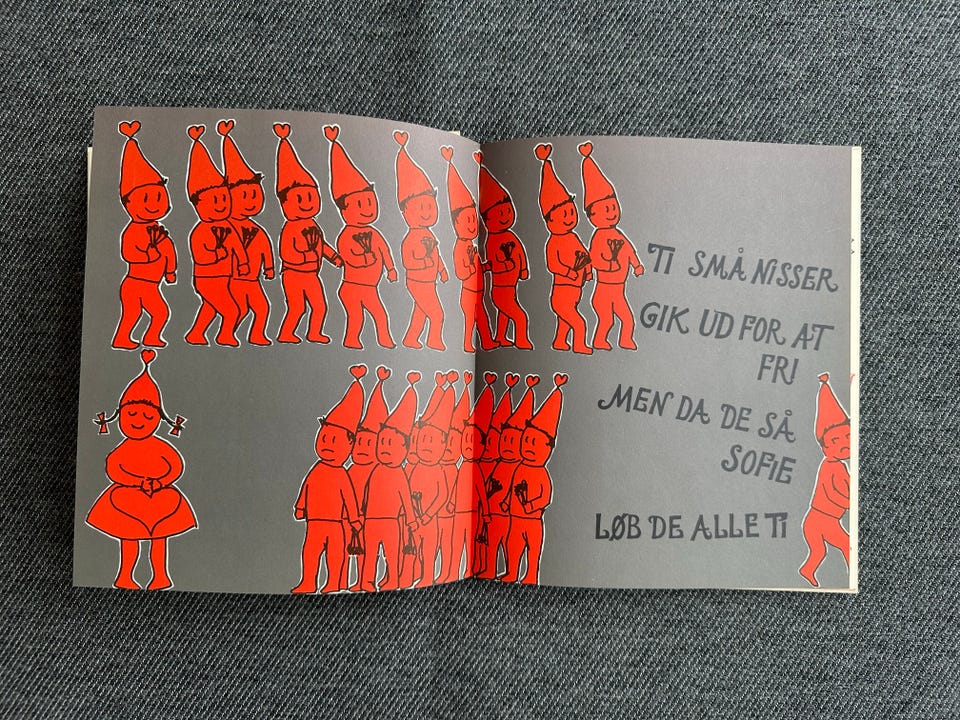 TI SMÅ NISSER
GIK UD FOR AT
FRI
MEN DA DE SÅ
SOFIE
LØB DE ALLE TI